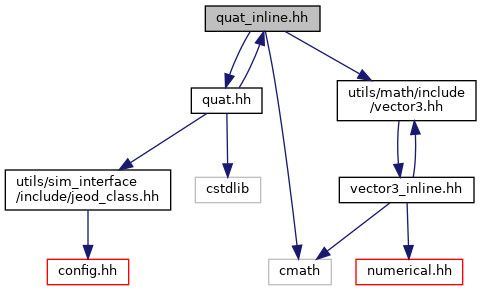 quat_inline.hh
quat.hh
utils/math/include
/vector3.hh
utils/sim_interface
/include/jeod_class.hh
cstdlib
vector3_inline.hh
config.hh
cmath
numerical.hh